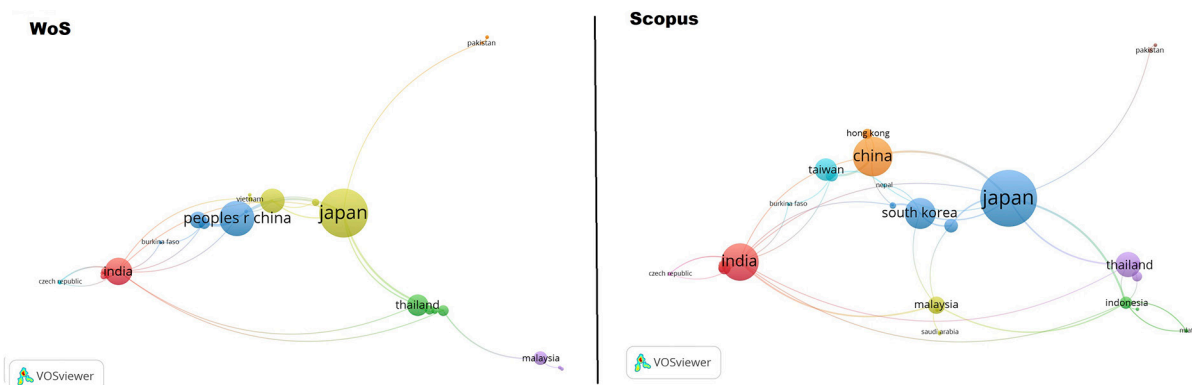 WoS
pakistan
vietnam
japan
peoples r china
burkina faso
india
czech republic
thailand
malaysia
VOSviewer
Scopus
pakistan
hong kong
china
taiwan
nepal
japan
burkina faso
south korea
india
thailand
czech republic
malaysia
indonesia
saudi arabia
VOSviewer